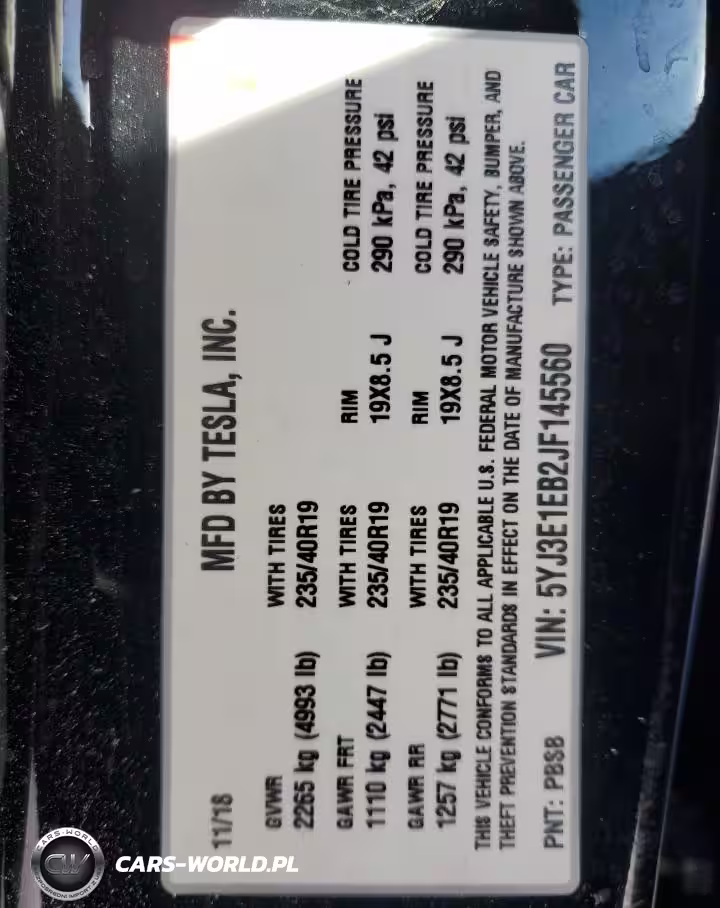 11/18 MFD BY TESLA, INC.
GVWR WITH TIRES
2265 kg (4993 lb) 235/40R19
GAWR FRT WITH TIRES RIM COLD TIRE PRESSURE
1110 kg (2447 lb) 235/40R19 19X8.5 J 290 kPa, 42 psi
GAWR RR WITH TIRES RIM COLD TIRE PRESSURE
1257 kg (2771 lb) 235/40R19 19X8.5 J 290 kPa, 42 psi
THIS VEHICLE CONFORMS TO ALL APPLICABLE U.S. FEDERAL MOTOR VEHICLE SAFETY, BUMPER, AND
THEFT PREVENTION STANDARDS IN EFFECT ON THE DATE OF MANUFACTURE SHOWN ABOVE.
PNT: PBSB VIN: 5YJ3E1EB2JF145560 TYPE: PASSENGER CAR
CARS-WORLD
CW
CARS-WORLD.PL